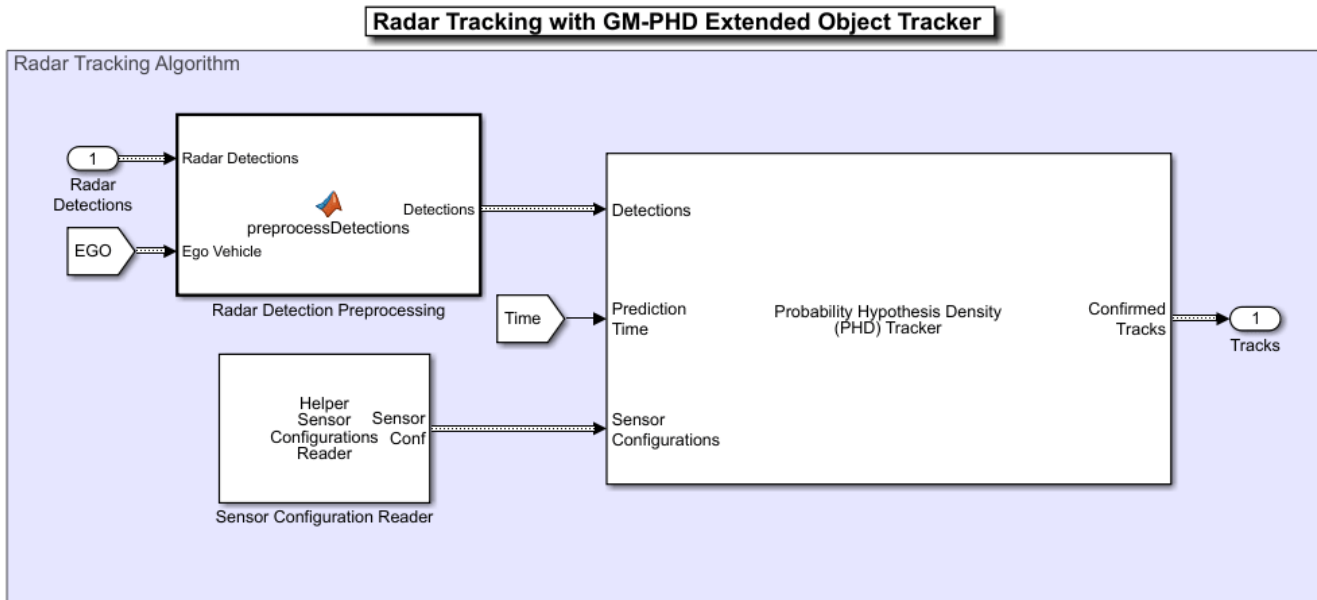 Radar Tracking with GM-PHD Extended Object Tracker
Radar Tracking Algorithm
1
Radar
Detections
EGO
Radar Detections
Ego Vehicle
preprocessDetections
Detections
Radar Detection Preprocessing
Helper
Sensor
Configurations
Reader
Sensor
Conf
Sensor Configuration Reader
Time
Detections
Prediction
Time
Sensor
Configurations
Probability Hypothesis Density
(PHD) Tracker
Confirmed
Tracks
1
Tracks